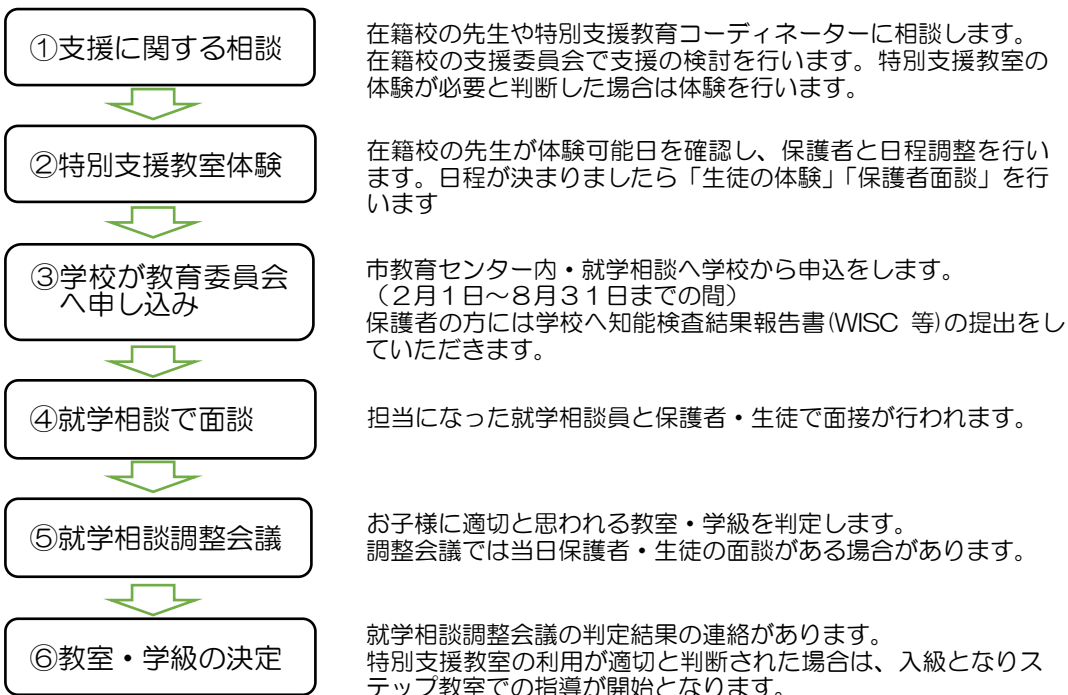 ①支援に関する相談
在籍校の先生や特別支援教育コーディネーターに相談します。
在籍校の支援委員会で支援の検討を行います。特別支援教室の
体験が必要と判断した場合は体験を行います。
②特別支援教室体験
在籍校の先生が体験可能日を確認し、保護者と日程調整を行い
ます。日程が決まりましたら「生徒の体験」「保護者面談」を行
います
③学校が教育委員会
へ申し込み
市教育センター内・就学相談へ学校から申込をします。
(2月1日~8月31日までの間)
保護者の方には学校へ知能検査結果報告書(WISC 等)の提出をし
ていただきます。
④就学相談で面談
担当になった就学相談員と保護者・生徒で面接が行われます。
⑤就学相談調整会議
お子様に適切と思われる教室・学級を判定します。
調整会議では当日保護者・生徒の面談がある場合があります。
⑥教室・学級の決定
就学相談調整会議の判定結果の連絡があります。
特別支援教室の利用が適切と判断された場合は、入級となりス
テップ教室での指導が開始となります。